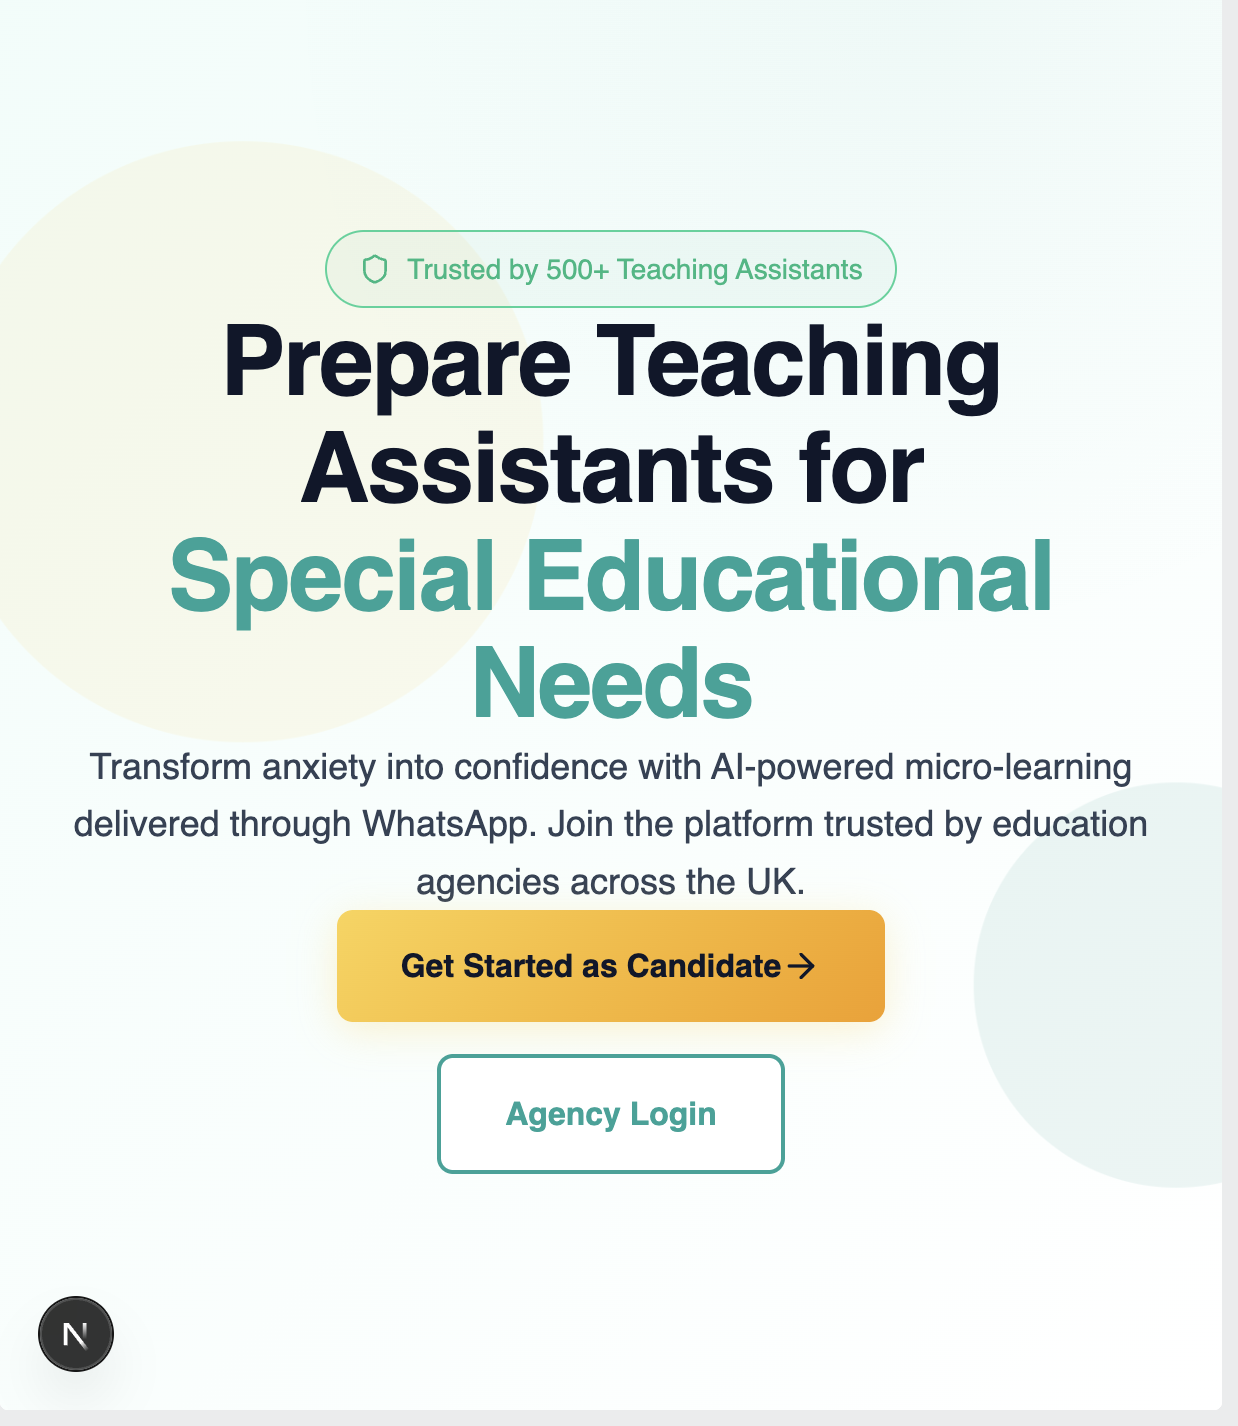 Trusted by 500+ Teaching Assistants
Prepare Teaching
Assistants for
Special Educational
Needs
Transform anxiety into confidence with AI-powered micro-learning
delivered through WhatsApp. Join the platform trusted by education
agencies across the UK.
Get Started as Candidate→
Agency Login
N